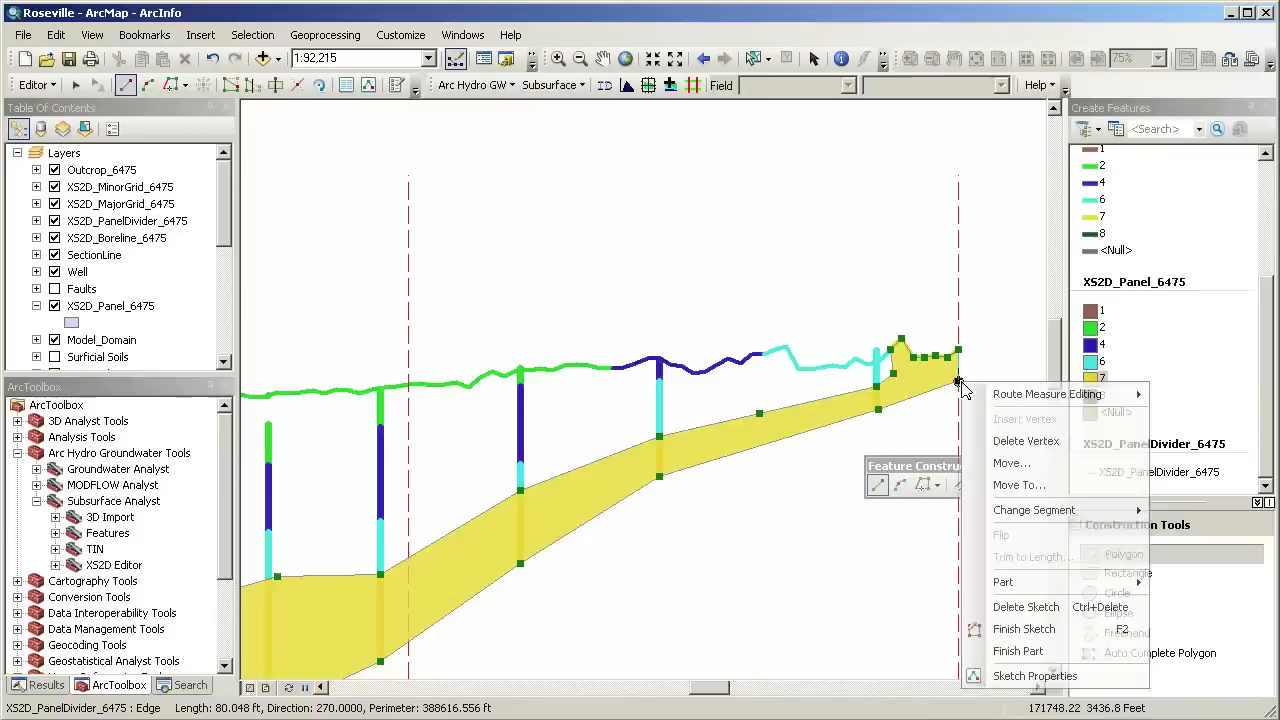 Roseville - ArcMap - ArcInfo
File Edit View Bookmarks Insert Selection Geoprocessing Customize Windows Help
1:92,215
75%
Editor
Arc Hydro GW
Subsurface
ID
Field
Help
Table Of Contents
Layers
Outcrop_6475
XS2D_MinorGrid_6475
XS2D_MajorGrid_6475
XS2D_PanelDivider_6475
XS2D_Boreline_6475
SectionLine
Well
Faults
XS2D_Panel_6475
Model_Domain
Surficial Soils
ArcToolbox
ArcToolbox
3D Analyst Tools
Analysis Tools
Arc Hydro Groundwater Tools
Groundwater Analyst
MODFLOW Analyst
Subsurface Analyst
3D Import
Features
TIN
XS2D Editor
Cartography Tools
Conversion Tools
Data Interoperability Tools
Data Management Tools
Geocoding Tools
Geostatistical Analyst Tools
Results
ArcToolbox
Search
Create Features
<Search>
1
2
4
6
7
8
<Null>
XS2D_Panel_6475
1
2
4
6
7
<Null>
XS2D_PanelDivider_6475
XS2D_PanelDivider_6475
Construction Tools
Polygon
Rectangle
Circle
Ellipse
Freehand
Auto Complete Polygon
Feature Constru
Route Measure Editing
Insert Vertex
Delete Vertex
Move...
Move To...
Change Segment
Flip
Trim to Length...
Part
Delete Sketch Ctrl+Delete
Finish Sketch F2
Finish Part
Sketch Properties
XS2D_PanelDivider_6475 : Edge Length: 80.048 ft, Direction: 270.0000, Perimeter: 388616.556 ft
171748.22 3436.8 Feet